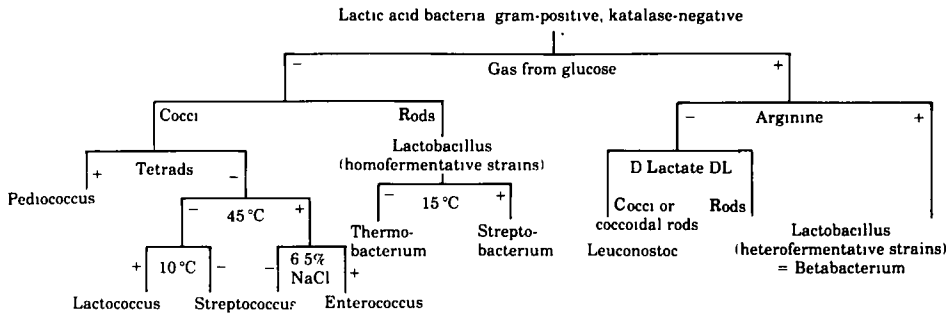 Lactic acid bacteria gram-positive, katalase-negative
− Gas from glucose +
Cocci Rods
− Arginine +
Lactobacillus
(homofermentative strains)
+ Tetrads −
D Lactate DL
Pediococcus
− 15 °C +
− 45 °C +
Cocci or
coccoidal rods
Rods
Thermo-
bacterium
Strepto-
bacterium
Leuconostoc
Lactobacillus
(heterofermentative strains)
= Betabacterium
+ 10 °C −
− 6 5%
NaCl +
Lactococcus Streptococcus Enterococcus